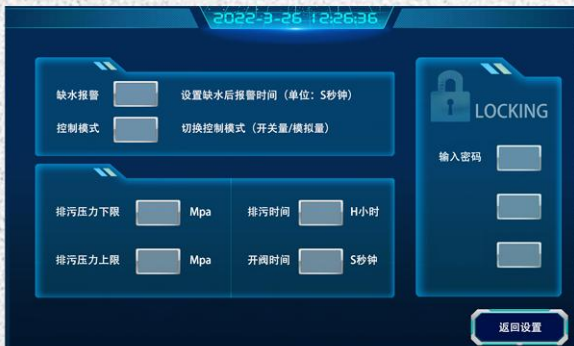 2022-3-26 12:26:36
缺水报警 设置缺水后报警时间（单位：S秒钟）
控制模式 切换控制模式（开关量/模拟量）
排污压力下限 Mpa 排污时间 H小时
排污压力上限 Mpa 开阀时间 S秒钟
LOCKING
输入密码
返回设置